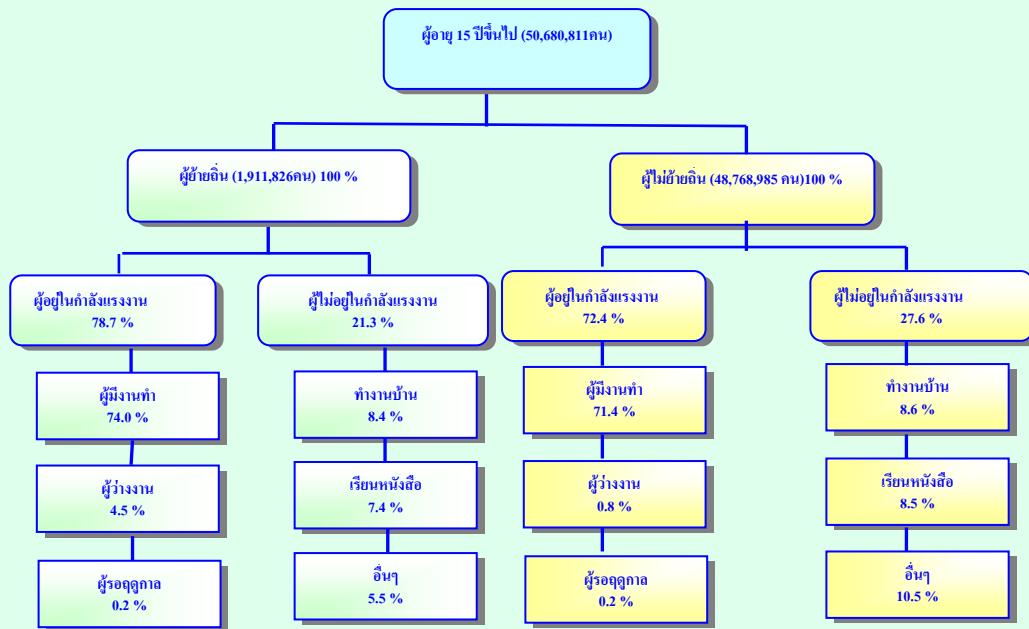 ผู้อายุ 15 ปีขึ้นไป (50,680,811คน)
ผู้ย้ายถิ่น (1,911,826คน) 100 %
ผู้ไม่ย้ายถิ่น (48,768,985 คน)100 %
ผู้อยู่ในกำลังแรงงาน
78.7 %
ผู้ไม่อยู่ในกำลังแรงงาน
21.3 %
ผู้อยู่ในกำลังแรงงาน
72.4 %
ผู้ไม่อยู่ในกำลังแรงงาน
27.6 %
ผู้มีงานทำ
74.0 %
ทำงานบ้าน
8.4 %
ผู้มีงานทำ
71.4 %
ทำงานบ้าน
8.6 %
ผู้ว่างงาน
4.5 %
เรียนหนังสือ
7.4 %
ผู้ว่างงาน
0.8 %
เรียนหนังสือ
8.5 %
ผู้รอฤดูกาล
0.2 %
อื่นๆ
5.5 %
ผู้รอฤดูกาล
0.2 %
อื่นๆ
10.5 %